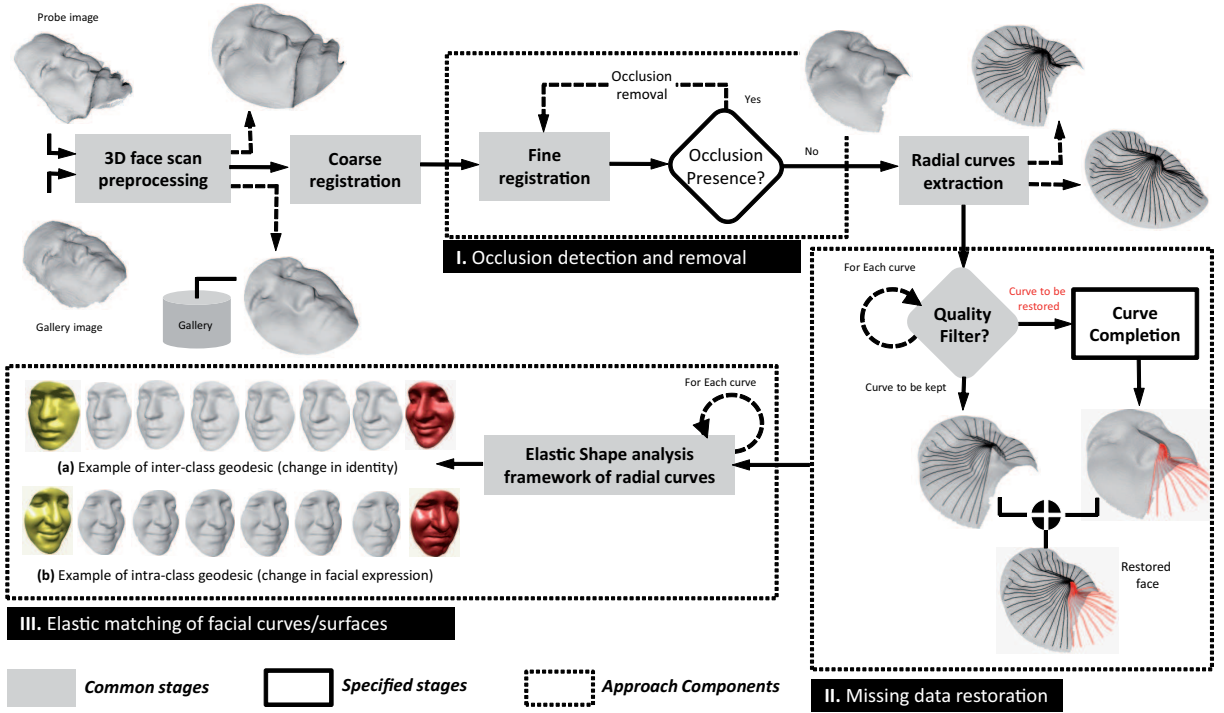 Probe image
3D face scan
preprocessing
Coarse
registration
Occlusion
removal
Fine
registration
Yes
Occlusion
Presence?
No
Radial curves
extraction
I. Occlusion detection and removal
Gallery image
Gallery
For Each curve
Quality
Filter?
Curve to be
restored
Curve
Completion
Curve to be kept
Restored
face
II. Missing data restoration
For Each curve
Elastic Shape analysis
framework of radial curves
(a) Example of inter-class geodesic (change in identity)
(b) Example of intra-class geodesic (change in facial expression)
III. Elastic matching of facial curves/surfaces
Common stages
Specified stages
Approach Components